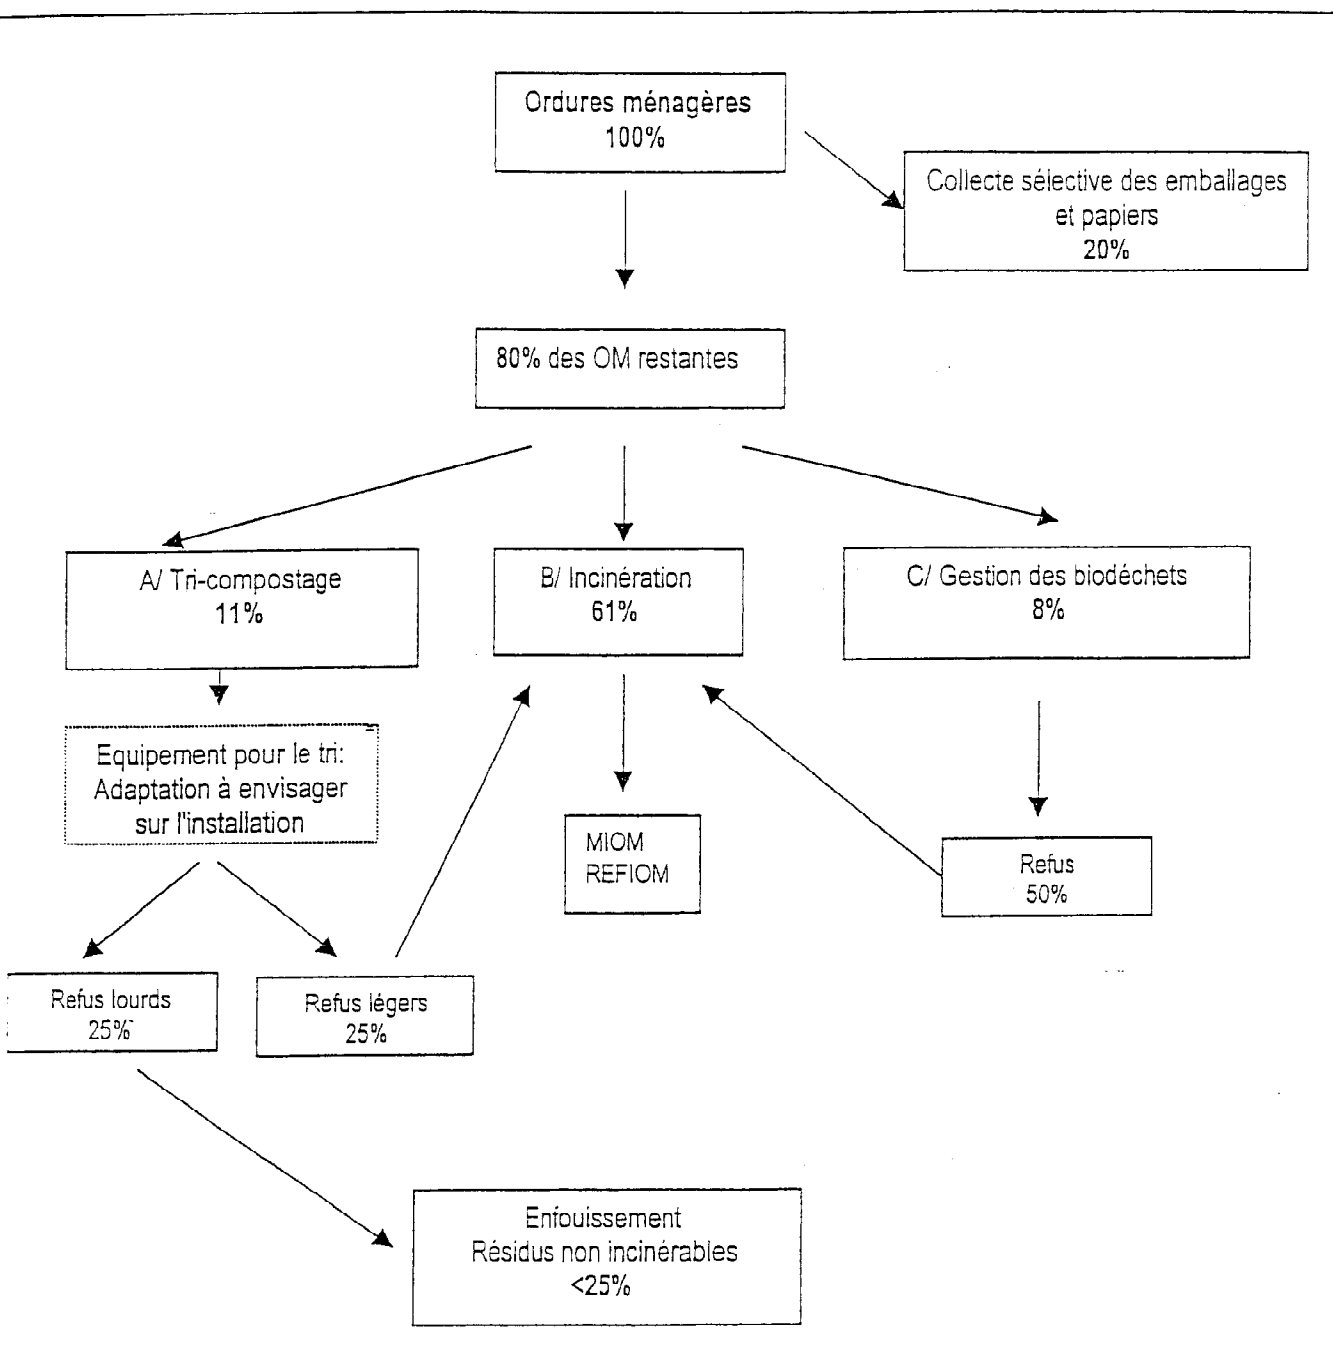 Ordures ménagères
100%
Collecte sélective des emballages
et papiers
20%
80% des OM restantes
A/ Tri-compostage
11%
B/ Incinération
61%
C/ Gestion des biodéchets
8%
Equipement pour le tri:
Adaptation à envisager
sur l'installation
MIOM
REFIOM
Refus
50%
Refus lourds
25%
Refus légers
25%
Enfouissement
Résidus non incinérables
<25%